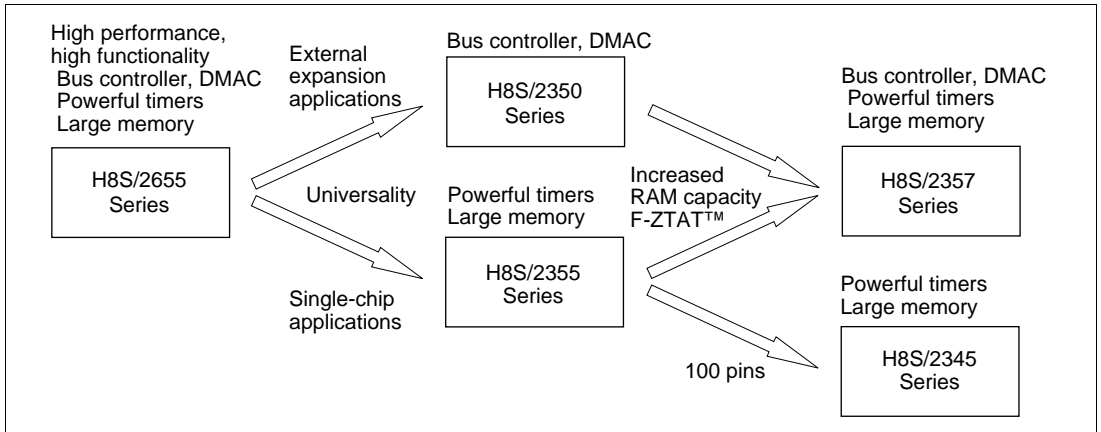 High performance,
high functionality
Bus controller, DMAC
Powerful timers
Large memory
H8S/2655
Series
External
expansion
applications
Universality
Single-chip
applications
Bus controller, DMAC
H8S/2350
Series
Powerful timers
Large memory
H8S/2355
Series
Increased
RAM capacity
F-ZTAT™
100 pins
Bus controller, DMAC
Powerful timers
Large memory
H8S/2357
Series
Powerful timers
Large memory
H8S/2345
Series